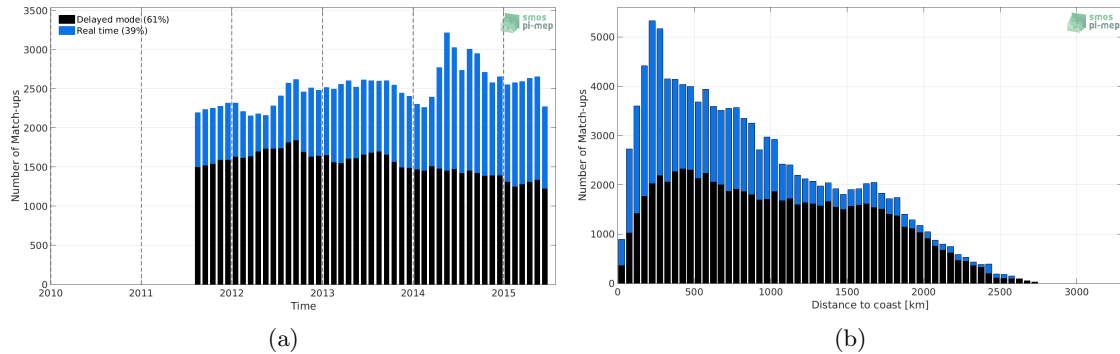 Delayed mode (61%)
Real time (39%)
smos
pi-mep
Number of Match-ups
3500
3000
2500
2000
1500
1000
500
0
2010 2011 2012 2013 2014 2015
Time
(a)
smos
pi-mep
Number of Match-ups
5000
4000
3000
2000
1000
0
0 500 1000 1500 2000 2500 3000
Distance to coast [km]
(b)